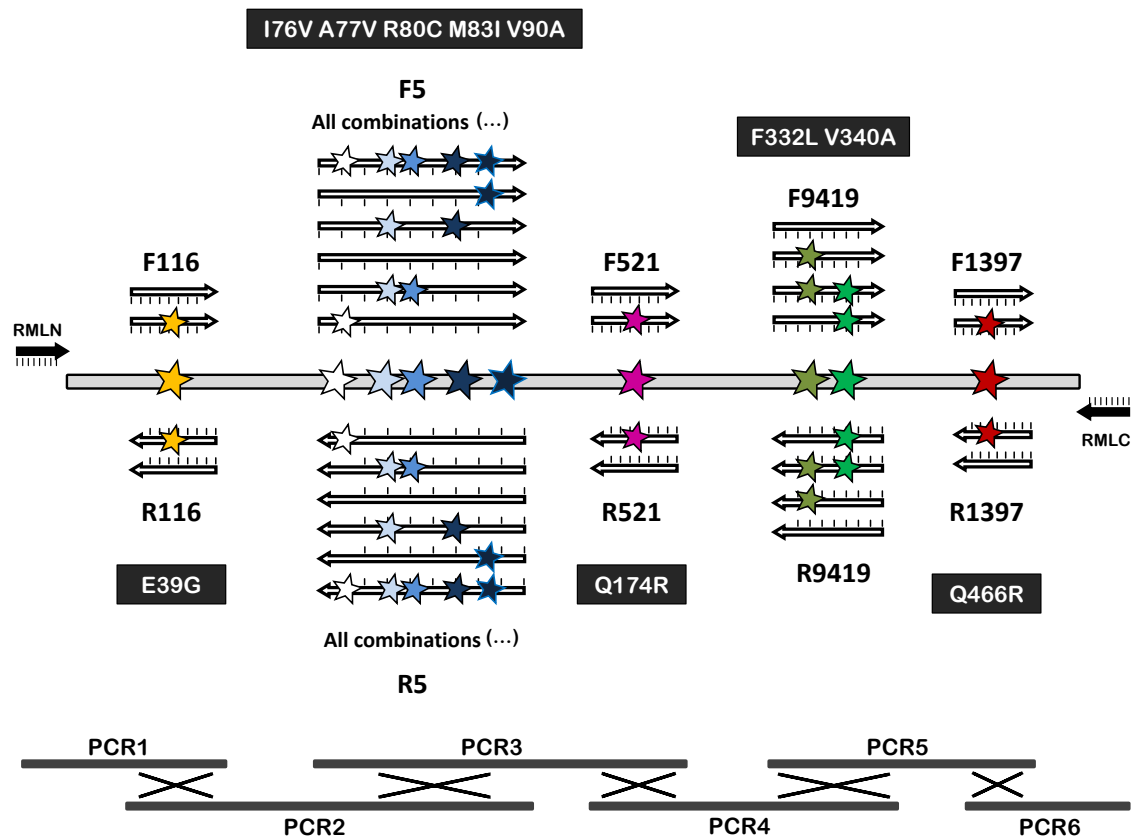 I76V A77V R80C M83I V90A
F5
All combinations (...)
F332L V340A
F9419
F116
F521
F1397
RMLN
RMLC
R116
R521
R1397
R9419
E39G
Q174R
Q466R
All combinations (...)
R5
PCR1
PCR3
PCR5
PCR2
PCR4
PCR6